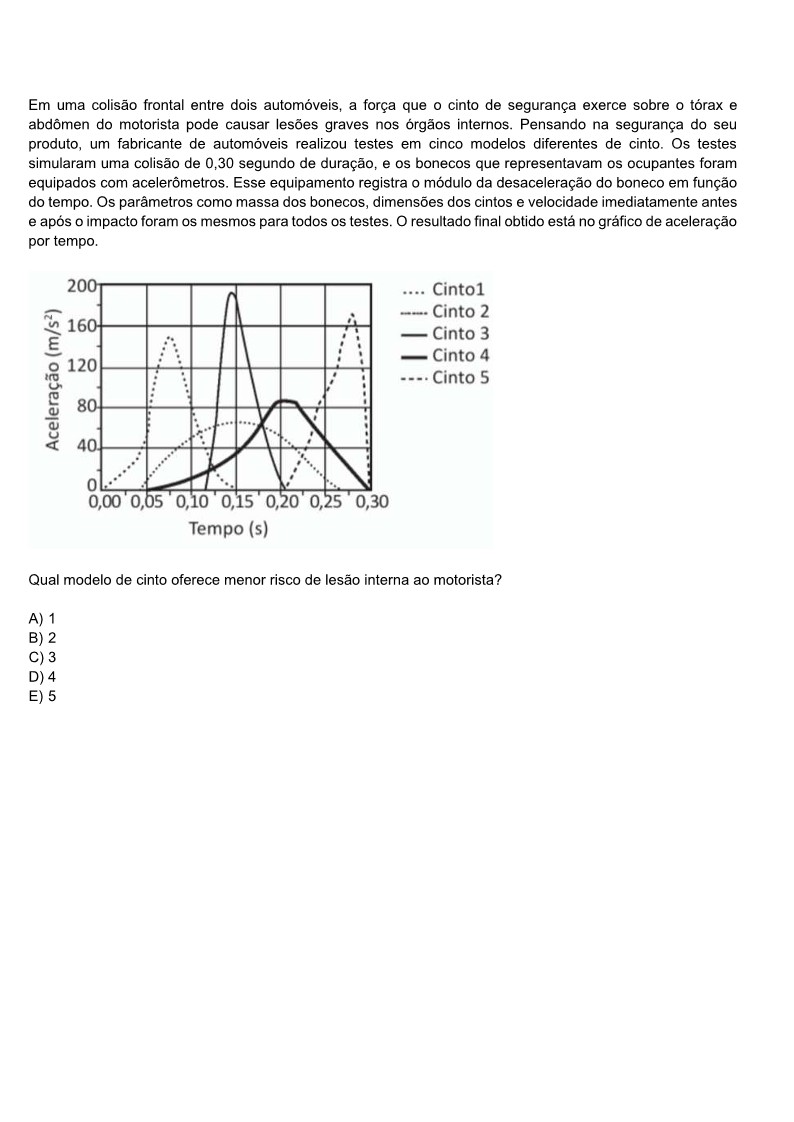 Em uma colisão frontal entre dois automóveis, a força que o cinto de segurança exerce sobre o tórax e
abdômen do motorista pode causar lesões graves nos órgãos internos. Pensando na segurança do seu
produto, um fabricante de automóveis realizou testes em cinco modelos diferentes de cinto. Os testes
simularam uma colisão de 0,30 segundo de duração, e os bonecos que representavam os ocupantes foram
equipados com acelerômetros. Esse equipamento registra o módulo da desaceleração do boneco em função
do tempo. Os parâmetros como massa dos bonecos, dimensões dos cintos e velocidade imediatamente antes
e após o impacto foram os mesmos para todos os testes. O resultado final obtido está no gráfico de aceleração
por tempo.
Aceleração (m/s²)
200
160
120
80
40
0
0,00 0,05 0,10 0,15 0,20 0,25 0,30
Tempo (s)
Cinto1
Cinto 2
Cinto 3
Cinto 4
Cinto 5
Qual modelo de cinto oferece menor risco de lesão interna ao motorista?
A) 1
B) 2
C) 3
D) 4
E) 5